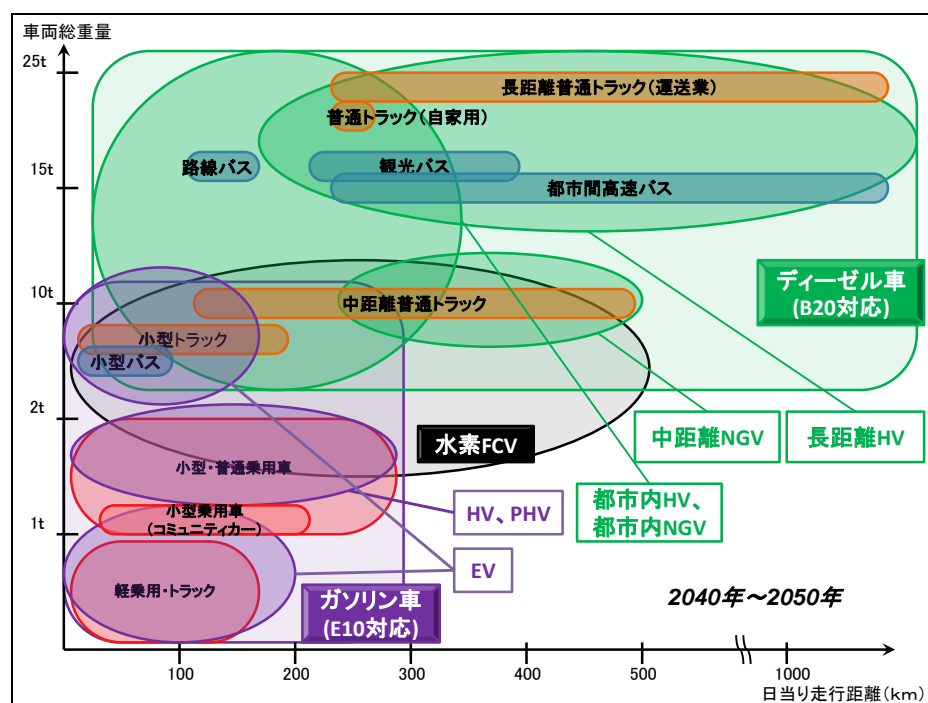 車両総重量
25t
長距離普通トラック(運送業)
普通トラック(自家用)
路線バス
観光バス
15t
都市間高速バス
ディーゼル車
(B20対応)
10t
中距離普通トラック
小型トラック
小型バス
2t
水素FCV
中距離NGV
長距離HV
小型・普通乗用車
HV、PHV
都市内HV、
都市内NGV
小型乗用車
(コミュニティカー)
1t
EV
軽乗用・トラック
ガソリン車
(E10対応)
2040年~2050年
100
200
300
400
500
1000
日当り走行距離(km)